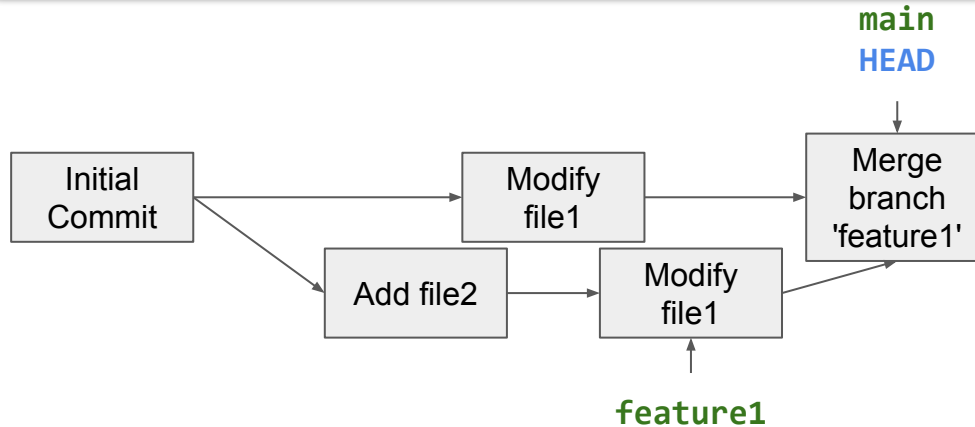 main
HEAD
Initial
Commit
Modify
file1
Merge
branch
'feature1'
Add file2
Modify
file1
feature1